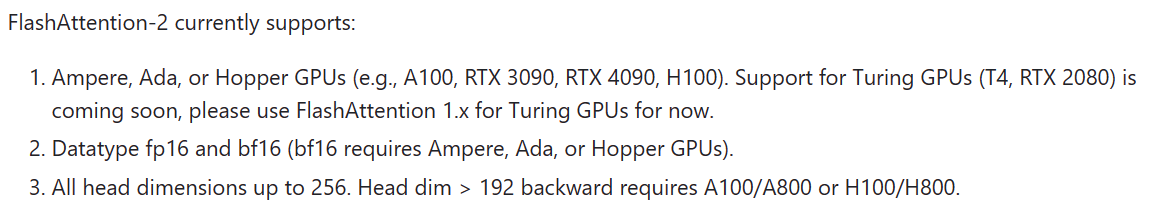 FlashAttention-2 currently supports:
1. Ampere, Ada, or Hopper GPUs (e.g., A100, RTX 3090, RTX 4090, H100). Support for Turing GPUs (T4, RTX 2080) is
coming soon, please use FlashAttention 1.x for Turing GPUs for now.
2. Datatype fp16 and bf16 (bf16 requires Ampere, Ada, or Hopper GPUs).
3. All head dimensions up to 256. Head dim > 192 backward requires A100/A800 or H100/H800.